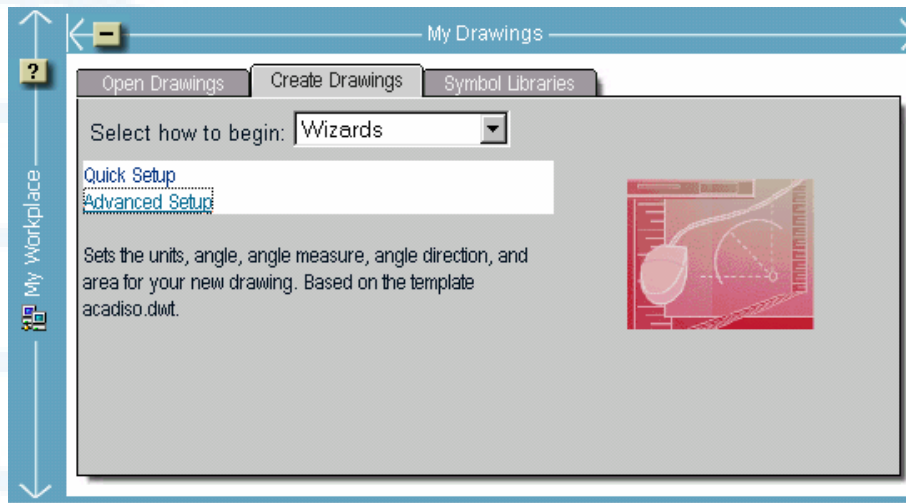 My Drawings
?
My Workplace
Open Drawings
Create Drawings
Symbol Libraries
Select how to begin: Wizards
Quick Setup
Advanced Setup
Sets the units, angle, angle measure, angle direction, and
area for your new drawing. Based on the template
acadiso.dwt.